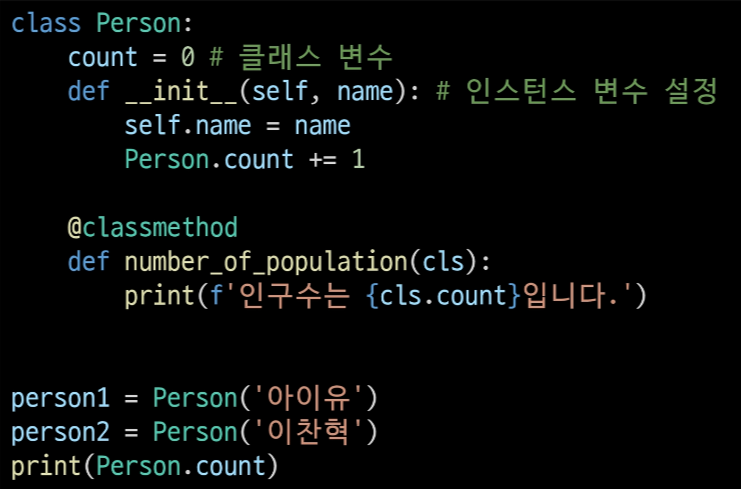 class Person:
    count = 0 # 클래스 변수
    def __init__(self, name): # 인스턴스 변수 설정
        self.name = name
        Person.count += 1

    @classmethod
    def number_of_population(cls):
        print(f'인구수는 {cls.count}입니다.')


person1 = Person('아이유')
person2 = Person('이찬혁')
print(Person.count)